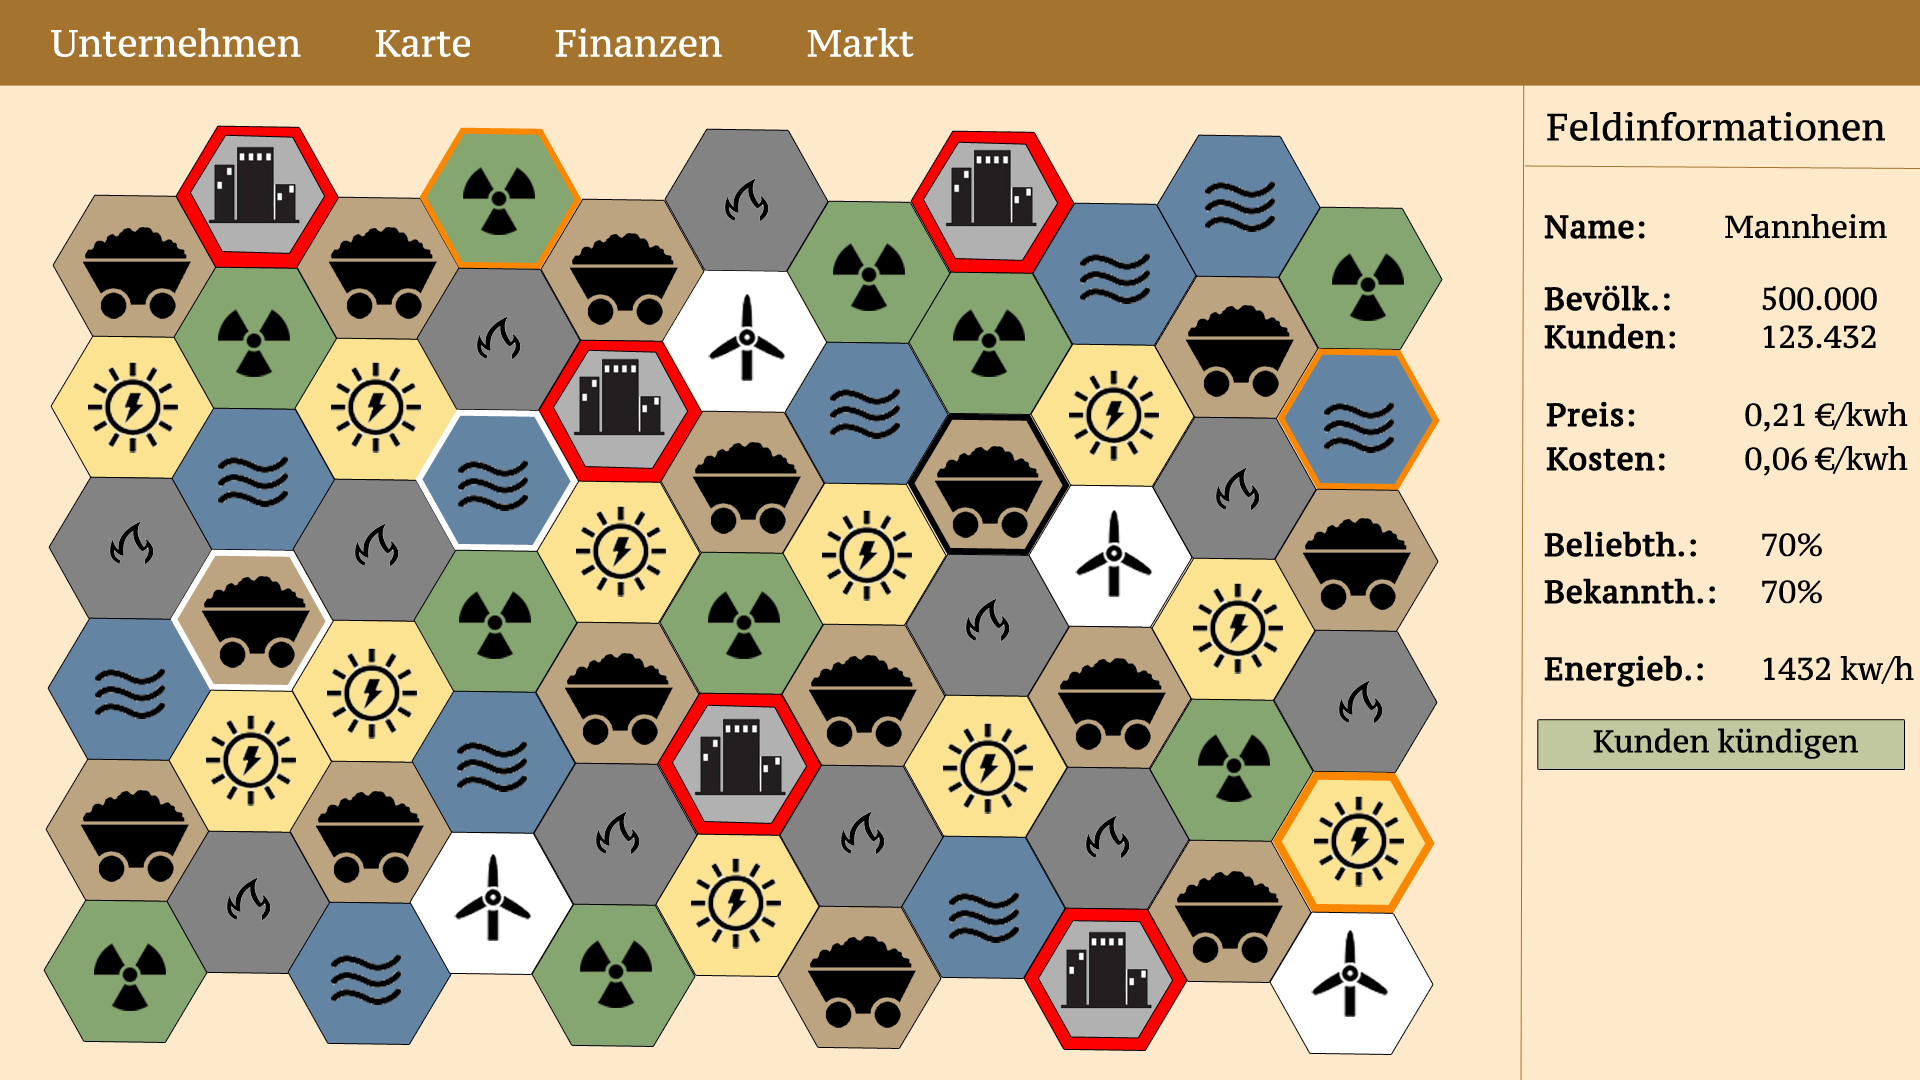 Unternehmen Karte Finanzen Markt
Feldinformationen
Name: Mannheim
Bevölk.: 500.000
Kunden: 123.432
Preis: 0,21 €/kwh
Kosten: 0,06 €/kwh
Beliebth.: 70%
Bekannth.: 70%
Energieb.: 1432 kw/h
Kunden kündigen